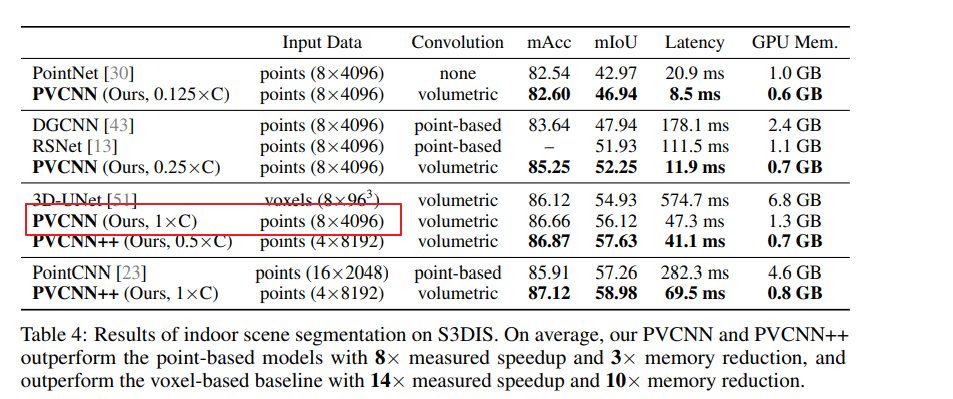 Input Data Convolution mAcc mIoU Latency GPU Mem.
PointNet [30] points (8×4096) none 82.54 42.97 20.9 ms 1.0 GB
PVCNN (Ours, 0.125×C) points (8×4096) volumetric 82.60 46.94 8.5 ms 0.6 GB
DGCNN [43] points (8×4096) point-based 83.64 47.94 178.1 ms 2.4 GB
RSNet [13] points (8×4096) point-based – 51.93 111.5 ms 1.1 GB
PVCNN (Ours, 0.25×C) points (8×4096) volumetric 85.25 52.25 11.9 ms 0.7 GB
3D-UNet [51] voxels (8×96³) volumetric 86.12 54.93 574.7 ms 6.8 GB
PVCNN (Ours, 1×C) points (8×4096) volumetric 86.66 56.12 47.3 ms 1.3 GB
PVCNN++ (Ours, 0.5×C) points (4×8192) volumetric 86.87 57.63 41.1 ms 0.7 GB
PointCNN [23] points (16×2048) point-based 85.91 57.26 282.3 ms 4.6 GB
PVCNN++ (Ours, 1×C) points (4×8192) volumetric 87.12 58.98 69.5 ms 0.8 GB
Table 4: Results of indoor scene segmentation on S3DIS. On average, our PVCNN and PVCNN++
outperform the point-based models with 8× measured speedup and 3× memory reduction, and
outperform the voxel-based baseline with 14× measured speedup and 10× memory reduction.